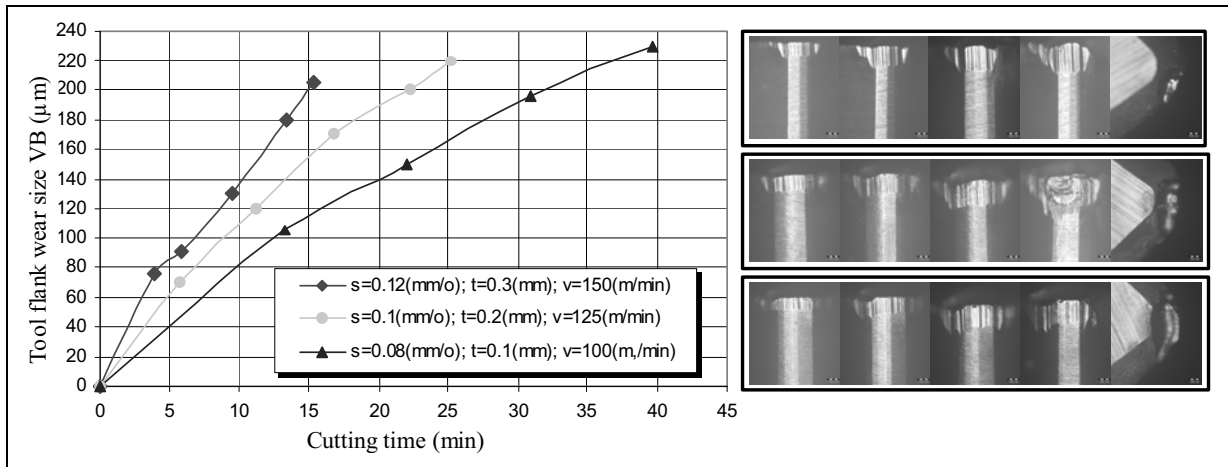 240
220
200
180
160
140
120
100
80
60
40
20
0
Tool flank wear size VB (µm)
s=0.12(mm/o); t=0.3(mm); v=150(m/min)
s=0.1(mm/o); t=0.2(mm); v=125(m/min)
s=0.08(mm/o); t=0.1(mm); v=100(m,/min)
0 5 10 15 20 25 30 35 40 45
Cutting time (min)